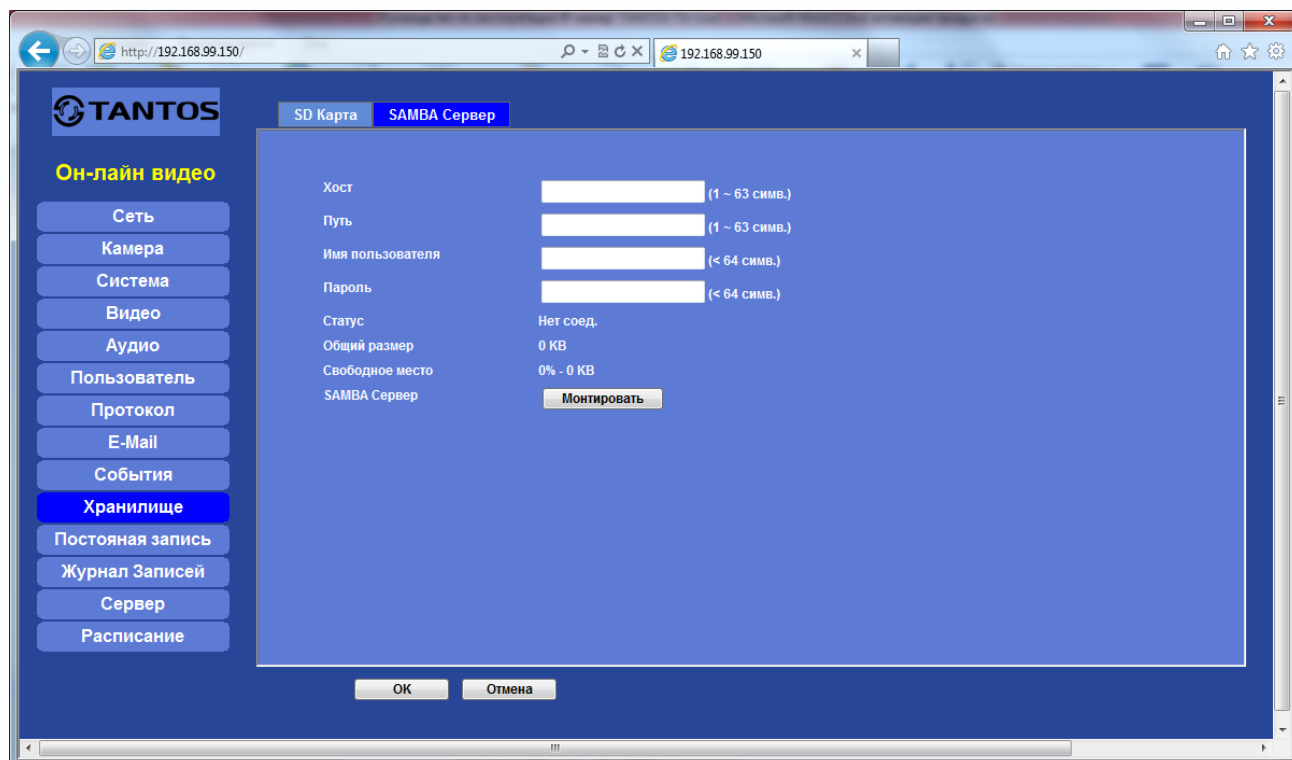 http://192.168.99.150/
192.168.99.150
TANTOS
SD Карта
SAMBA Сервер
Он-лайн видео
Сеть
Камера
Система
Видео
Аудио
Пользователь
Протокол
E-Mail
События
Хранилище
Постояная запись
Журнал Записей
Сервер
Расписание
Хост (1 ~ 63 симв.)
Путь (1 ~ 63 симв.)
Имя пользователя (< 64 симв.)
Пароль (< 64 симв.)
Статус Нет соед.
Общий размер 0 KB
Свободное место 0% - 0 KB
SAMBA Сервер Монтировать
OK Отмена